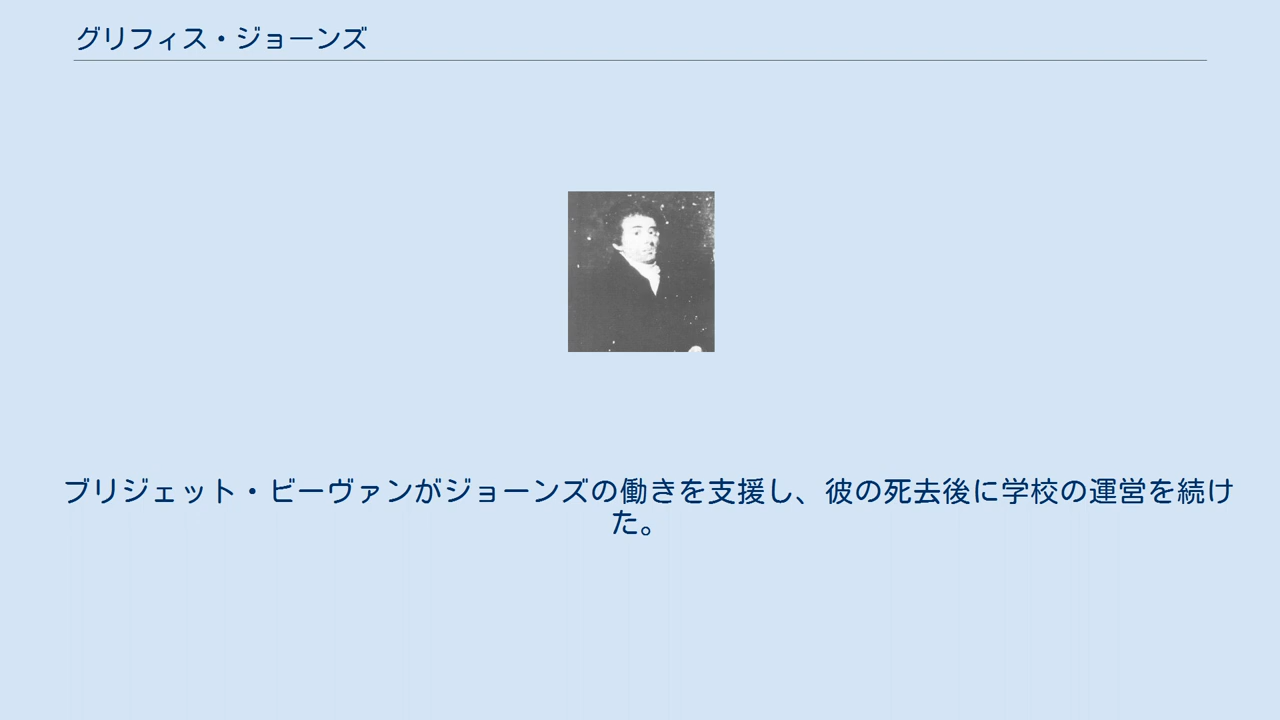 グリフィス・ジョーンズ
ブリジェット・ビーヴァンがジョーンズの働きを支援し、彼の死去後に学校の運営を続け
た。